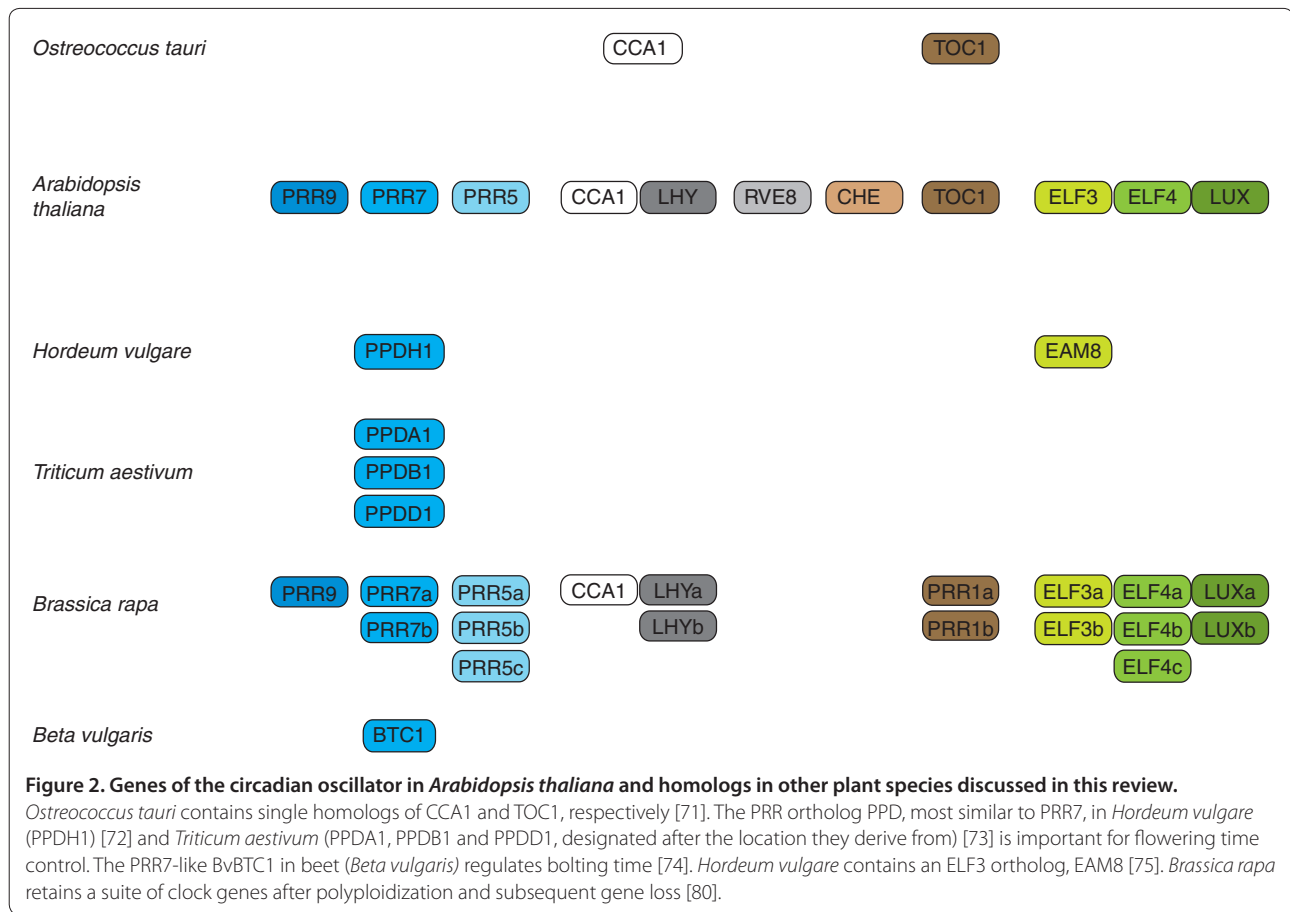 Ostreococcus tauri CCA1 TOC1
Arabidopsis
thaliana
PRR9 PRR7 PRR5 CCA1 LHY RVE8 CHE TOC1 ELF3 ELF4 LUX
Hordeum vulgare PPDH1 EAM8
PPDA1
Triticum aestivum PPDB1
PPDD1
Brassica rapa PRR9 PRR7a PRR5a CCA1 LHYa PRR1a ELF3a ELF4a LUXa
PRR7b PRR5b LHYb PRR1b ELF3b ELF4b LUXb
PRR5c ELF4c
Beta vulgaris BTC1
Figure 2. Genes of the circadian oscillator in Arabidopsis thaliana and homologs in other plant species discussed in this review.
Ostreococcus tauri contains single homologs of CCA1 and TOC1, respectively [71]. The PRR ortholog PPD, most similar to PRR7, in Hordeum vulgare
(PPDH1) [72] and Triticum aestivum (PPDA1, PPDB1 and PPDD1, designated after the location they derive from) [73] is important for flowering time
control. The PRR7-like BvBTC1 in beet (Beta vulgaris) regulates bolting time [74]. Hordeum vulgare contains an ELF3 ortholog, EAM8 [75]. Brassica rapa
retains a suite of clock genes after polyploidization and subsequent gene loss [80].